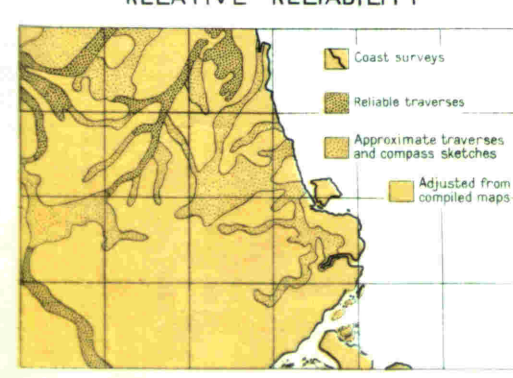 RELATIVE RELIABILITY
Coast surveys
Reliable traverses
Approximate traverses
and compass sketches
Adjusted from
compiled maps